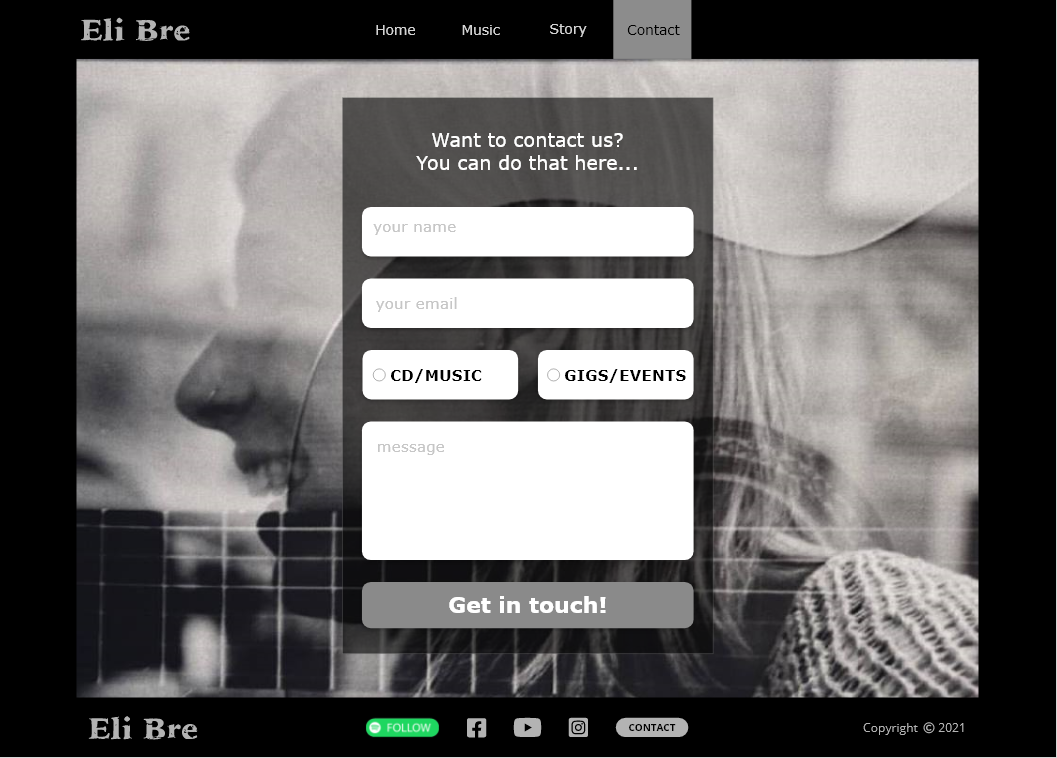 Eli Bre
Home Music Story Contact
Want to contact us?
You can do that here...
your name
your email
CD/MUSIC GIGS/EVENTS
message
Get in touch!
Eli Bre FOLLOW CONTACT Copyright © 2021